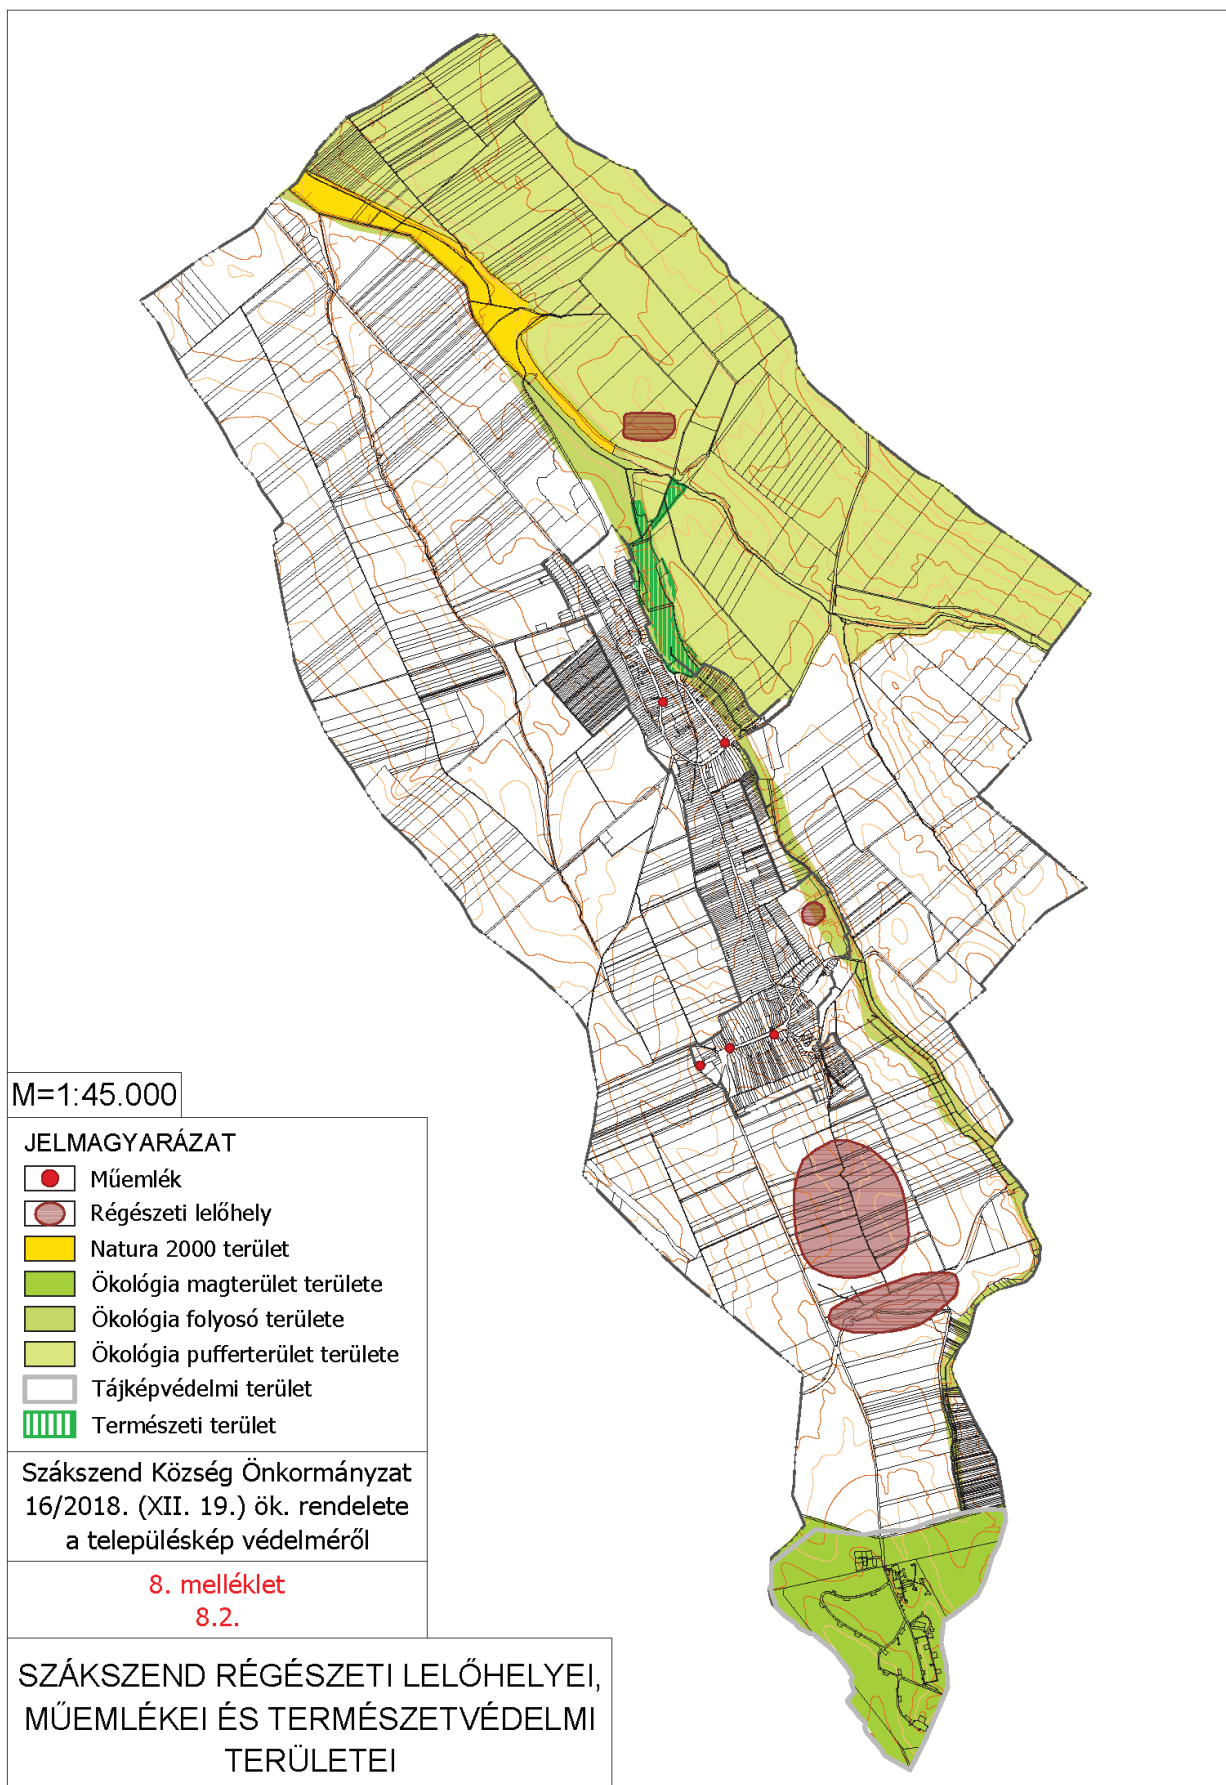 M=1:45.000
JELMAGYARÁZAT
Műemlék
Régészeti lelőhely
Natura 2000 terület
Ökológia magterület területe
Ökológia folyosó területe
Ökológia pufferterület területe
Tájképvédelmi terület
Természeti terület
Szákszend Község Önkormányzat
16/2018. (XII. 19.) ök. rendelete
a településkép védelméről
8. melléklet
8.2.
SZÁKSZEND RÉGÉSZETI LELŐHELYEI,
MŰEMLÉKEI ÉS TERMÉSZETVÉDELMI
TERÜLETEI